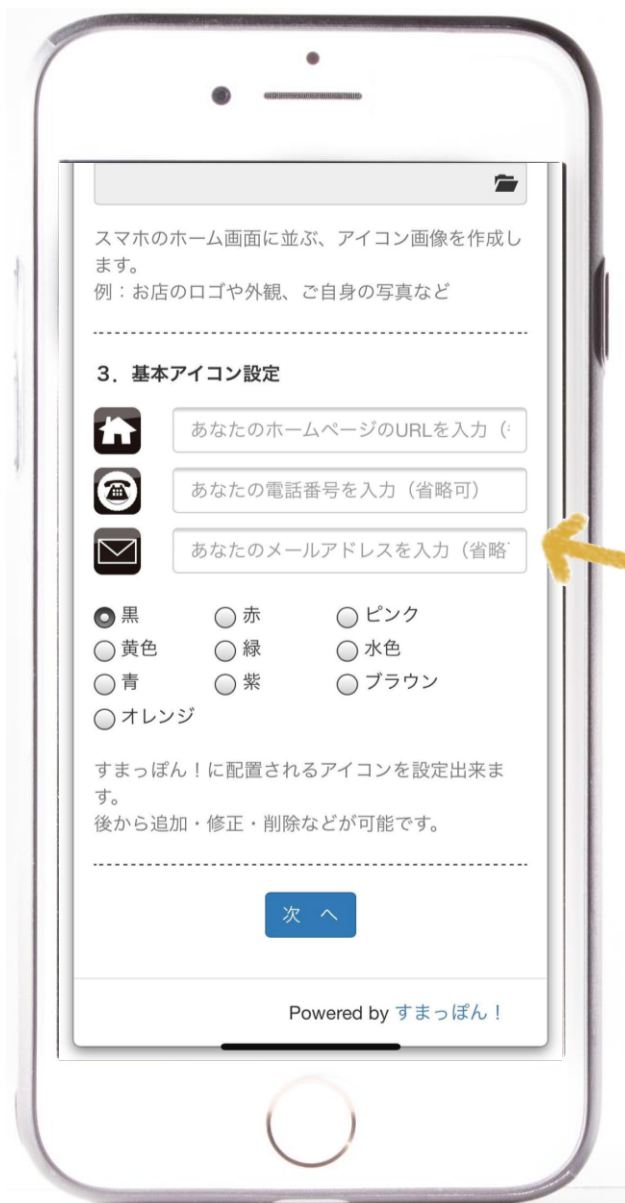 スマホのホーム画面に並ぶ、アイコン画像を作成し
ます。
例：お店のロゴや外観、ご自身の写真など
3．基本アイコン設定
あなたのホームページのURLを入力（
あなたの電話番号を入力（省略可）
あなたのメールアドレスを入力（省略
黒 赤 ピンク
黄色 緑 水色
青 紫 ブラウン
オレンジ
すまっぽん！に配置されるアイコンを設定出来ま
す。
後から追加・修正・削除などが可能です。
次 へ
Powered by すまっぽん！